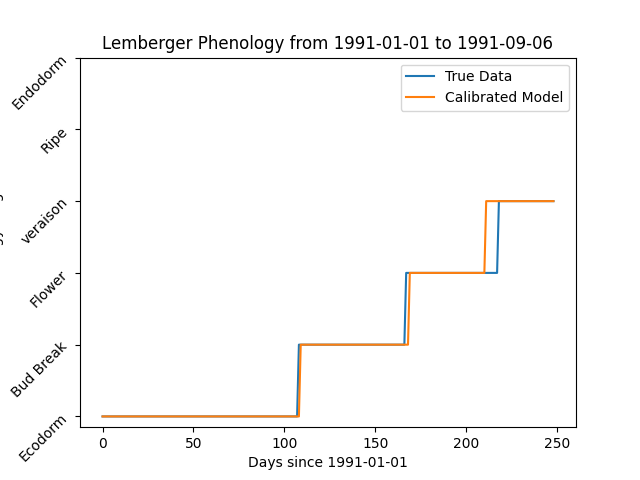 Lemberger Phenology from 1991-01-01 to 1991-09-06
True Data
Calibrated Model
Endodorm
Ripe
veraison
Flower
Bud Break
Ecodorm
0 50 100 150 200 250
Days since 1991-01-01